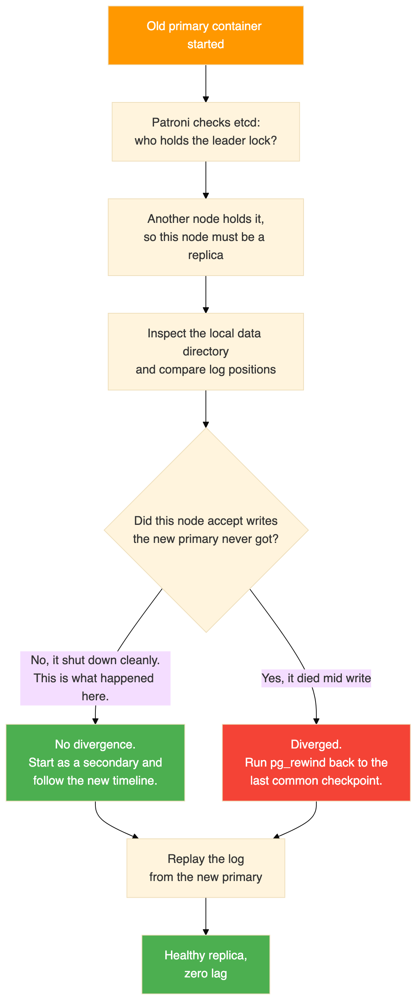 Old primary container
started
Patroni checks etcd:
who holds the leader lock?
Another node holds it,
so this node must be a
replica
Inspect the local data
directory
and compare log positions
Did this node accept writes
the new primary never got?
No, it shut down cleanly.
This is what happened
here.
Yes, it died mid write
No divergence.
Start as a secondary and
follow the new timeline.
Diverged.
Run pg_rewind back to the
last common checkpoint.
Replay the log
from the new primary
Healthy replica,
zero lag